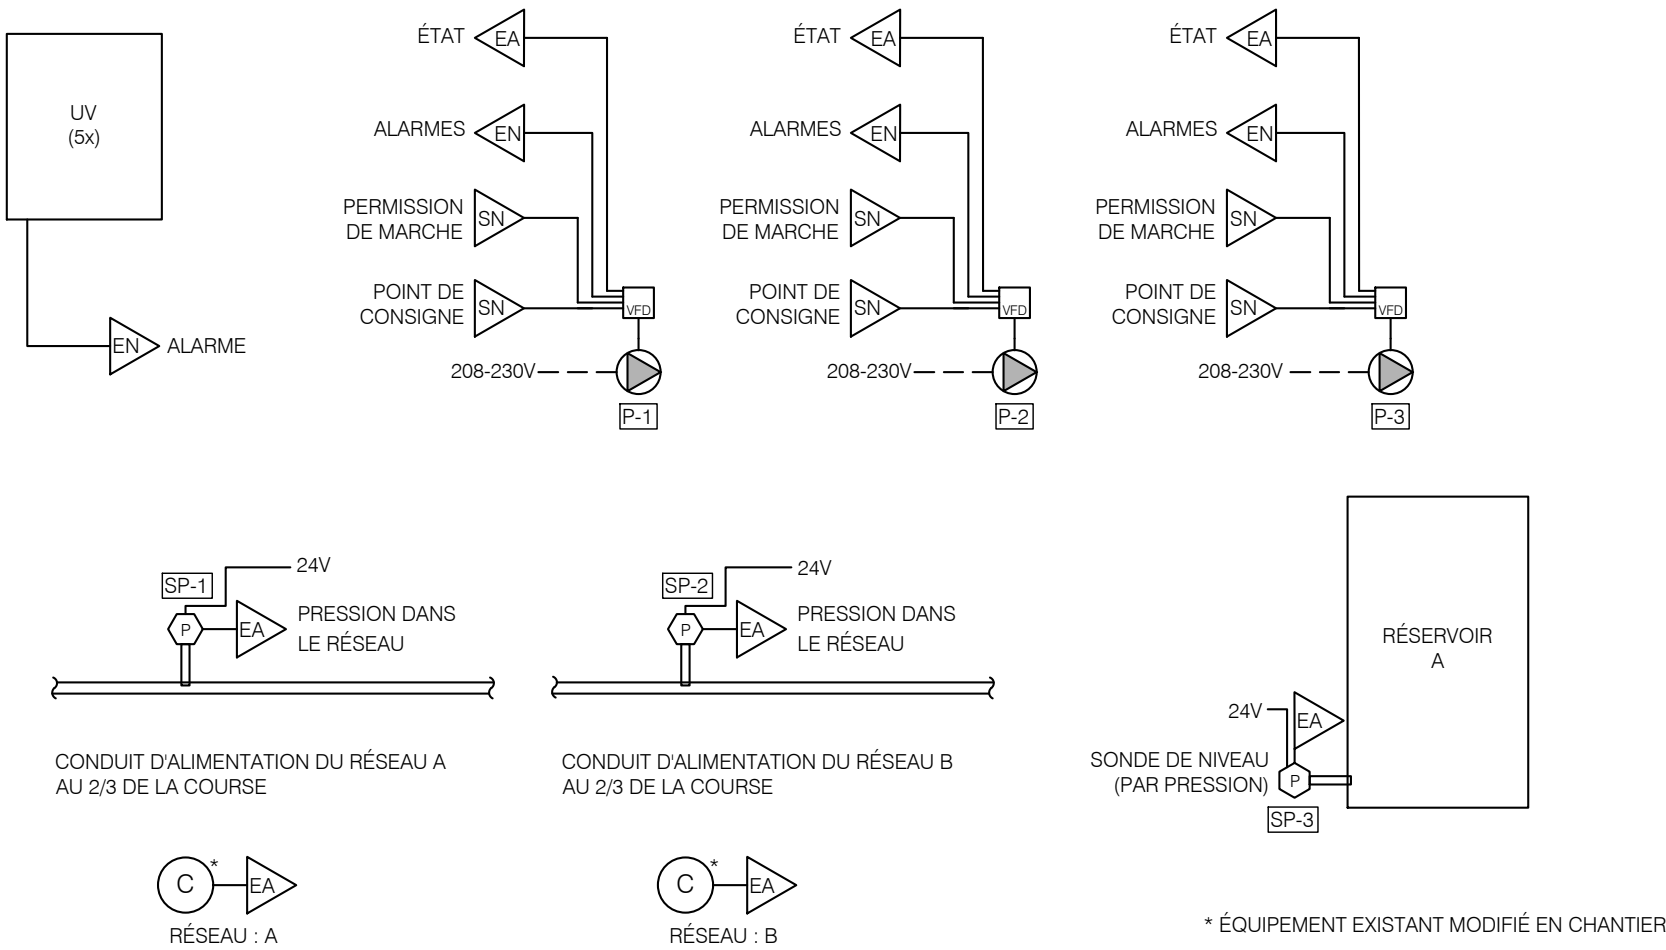 UV
(5x)
EN
ALARME
ÉTAT
EA
ALARMES
EN
PERMISSION
DE MARCHE
SN
POINT DE
CONSIGNE
SN
VFD
208-230V
P-1
ÉTAT
EA
ALARMES
EN
PERMISSION
DE MARCHE
SN
POINT DE
CONSIGNE
SN
VFD
208-230V
P-2
ÉTAT
EA
ALARMES
EN
PERMISSION
DE MARCHE
SN
POINT DE
CONSIGNE
SN
VFD
208-230V
P-3
SP-1
24V
P
EA
PRESSION DANS
LE RÉSEAU
CONDUIT D'ALIMENTATION DU RÉSEAU A
AU 2/3 DE LA COURSE
C
*
EA
RÉSEAU : A
SP-2
24V
P
EA
PRESSION DANS
LE RÉSEAU
CONDUIT D'ALIMENTATION DU RÉSEAU B
AU 2/3 DE LA COURSE
C
*
EA
RÉSEAU : B
RÉSERVOIR
A
24V
EA
SONDE DE NIVEAU
(PAR PRESSION)
P
SP-3
* ÉQUIPEMENT EXISTANT MODIFIÉ EN CHANTIER